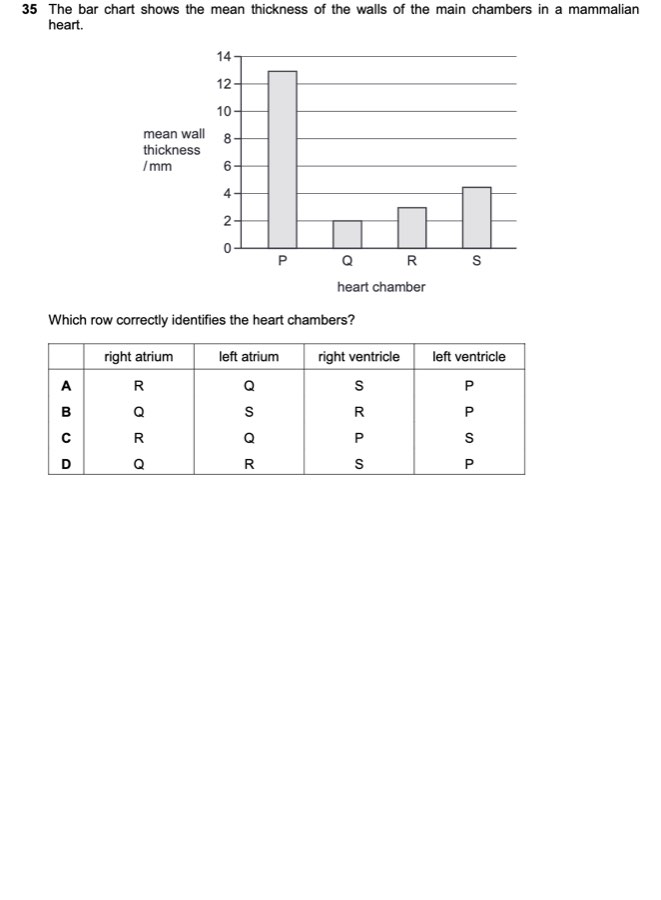 35 The bar chart shows the mean thickness of the walls of the main chambers in a mammalian
heart.
14
12
10
mean wall 8
thickness
/mm 6
4
2
0
P Q R S
heart chamber
Which row correctly identifies the heart chambers?
right atrium left atrium right ventricle left ventricle
A R Q S P
B Q S R P
C R Q P S
D Q R S P